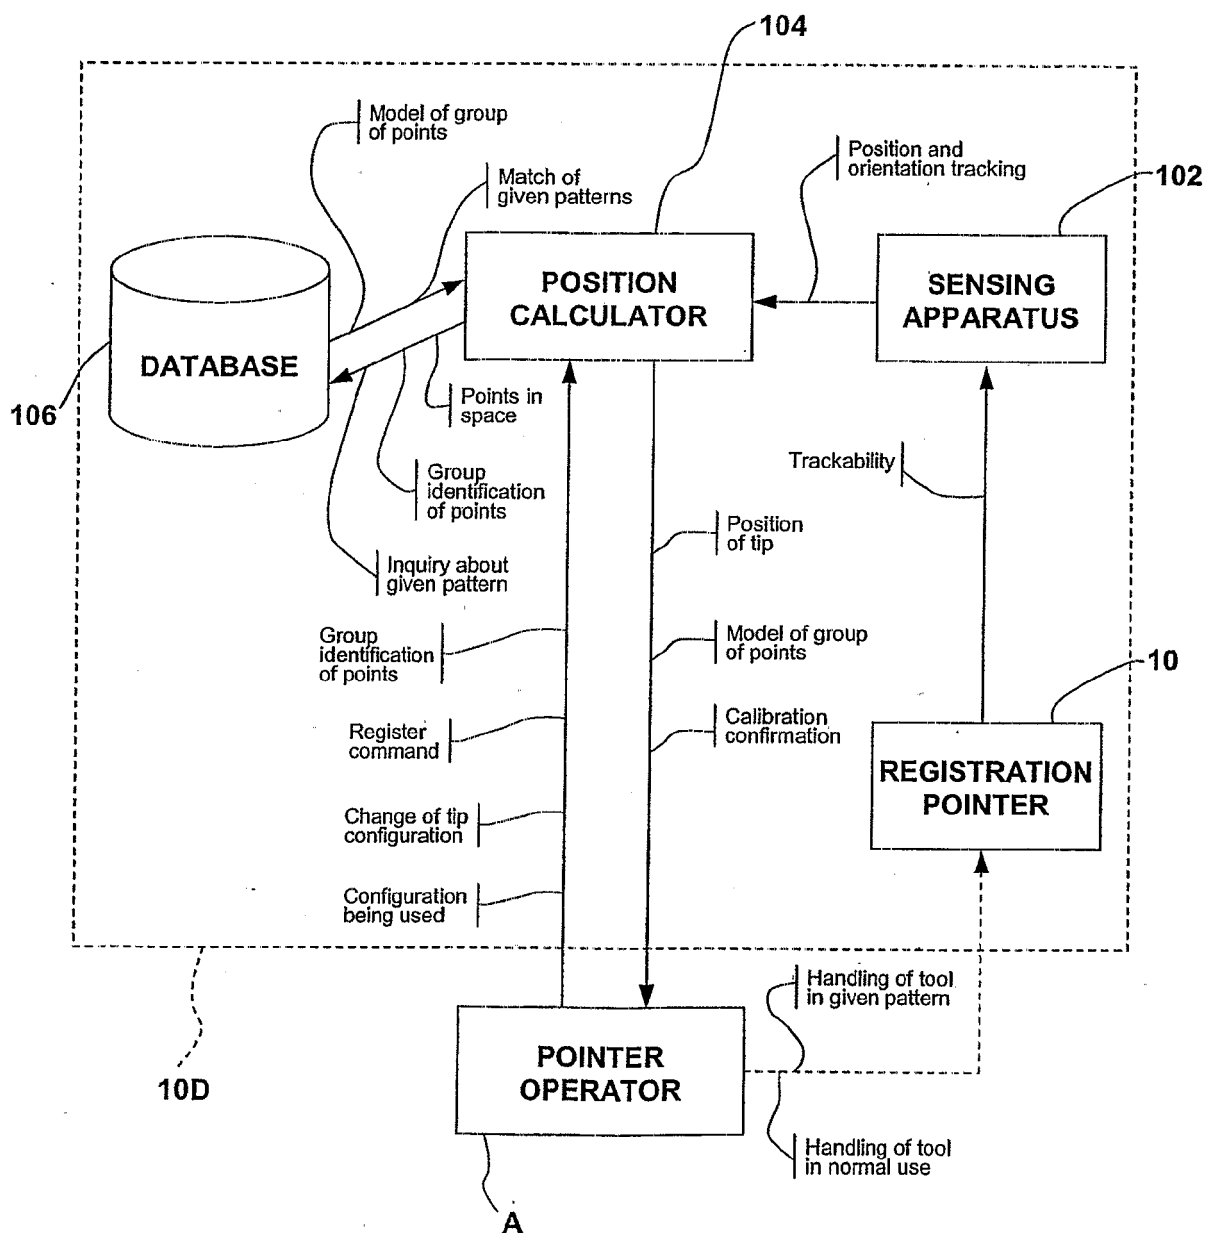 104
Model of group
of points
Match of
given patterns
Position and
orientation tracking
102
POSITION
CALCULATOR
SENSING
APPARATUS
DATABASE
106
Points in
space
Group
identification
of points
Inquiry about
given pattern
Trackability
Position
of tip
Group
identification
of points
Model of group
of points
10
Register
command
Calibration
confirmation
REGISTRATION
POINTER
Change of tip
configuration
Configuration
being used
Handling of tool
in given pattern
POINTER
OPERATOR
10D
Handling of tool
in normal use
A